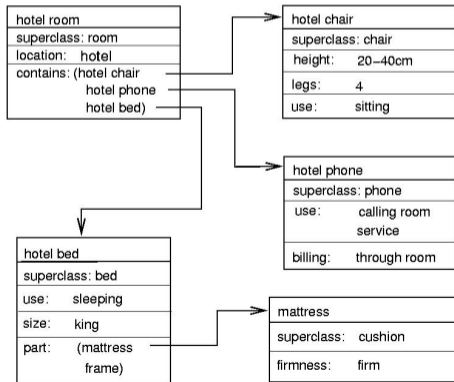 hotel room
superclass: room
location: hotel
contains: (hotel chair
hotel phone
hotel bed)
hotel chair
superclass: chair
height: 20–40cm
legs: 4
use: sitting
hotel phone
superclass: phone
use: calling room
service
billing: through room
hotel bed
superclass: bed
use: sleeping
size: king
part: (mattress
frame)
mattress
superclass: cushion
firmness: firm